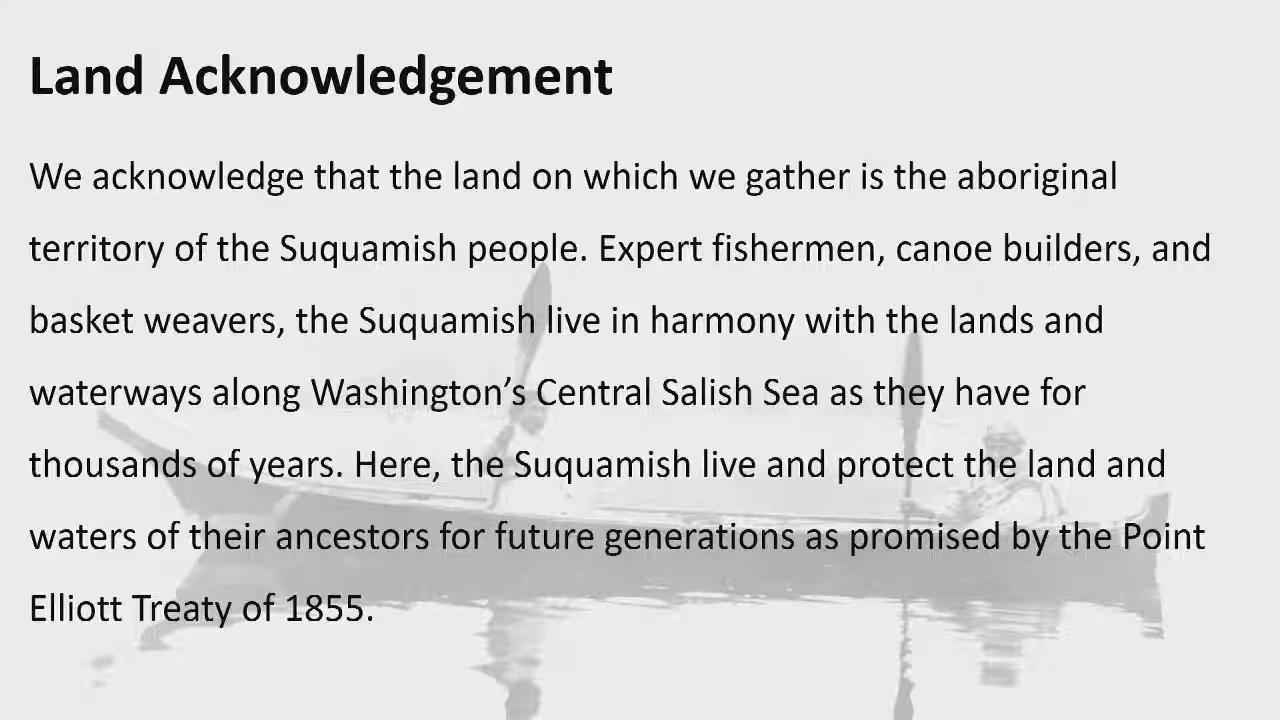 Land Acknowledgement
We acknowledge that the land on which we gather is the aboriginal
territory of the Suquamish people. Expert fishermen, canoe builders, and
basket weavers, the Suquamish live in harmony with the lands and
waterways along Washington’s Central Salish Sea as they have for
thousands of years. Here, the Suquamish live and protect the land and
waters of their ancestors for future generations as promised by the Point
Elliott Treaty of 1855.